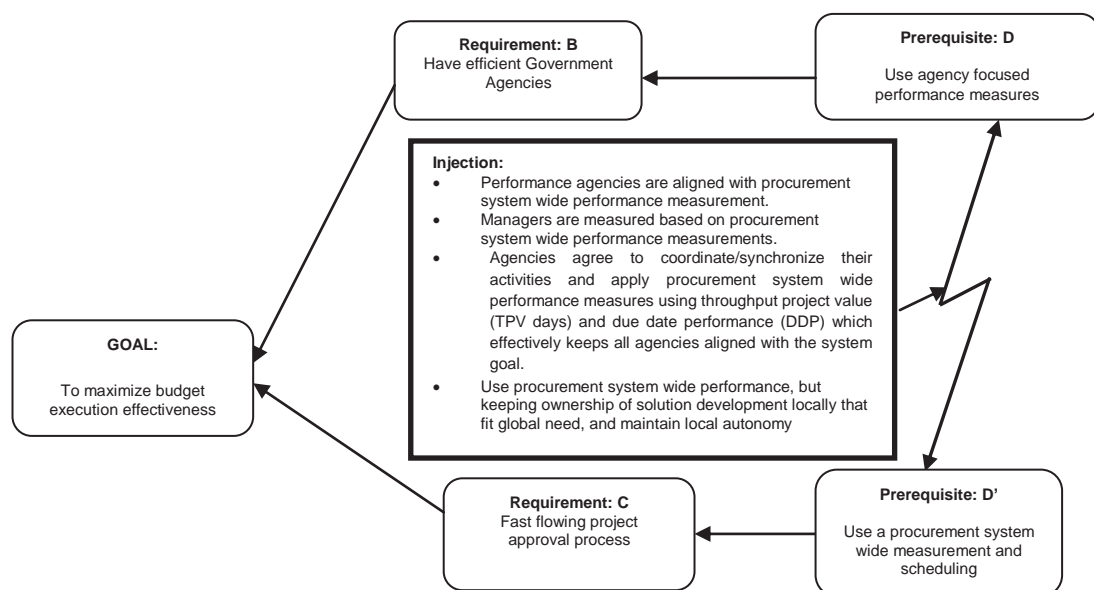 Requirement: B
Have efficient Government
Agencies
Prerequisite: D
Use agency focused
performance measures
Injection:
• Performance agencies are aligned with procurement
system wide performance measurement.
• Managers are measured based on procurement
system wide performance measurements.
• Agencies agree to coordinate/synchronize their
activities and apply procurement system wide
performance measures using throughput project value
(TPV days) and due date performance (DDP) which
effectively keeps all agencies aligned with the system
goal.
• Use procurement system wide performance, but
keeping ownership of solution development locally that
fit global need, and maintain local autonomy
GOAL:
To maximize budget
execution effectiveness
Requirement: C
Fast flowing project
approval process
Prerequisite: D’
Use a procurement system
wide measurement and
scheduling